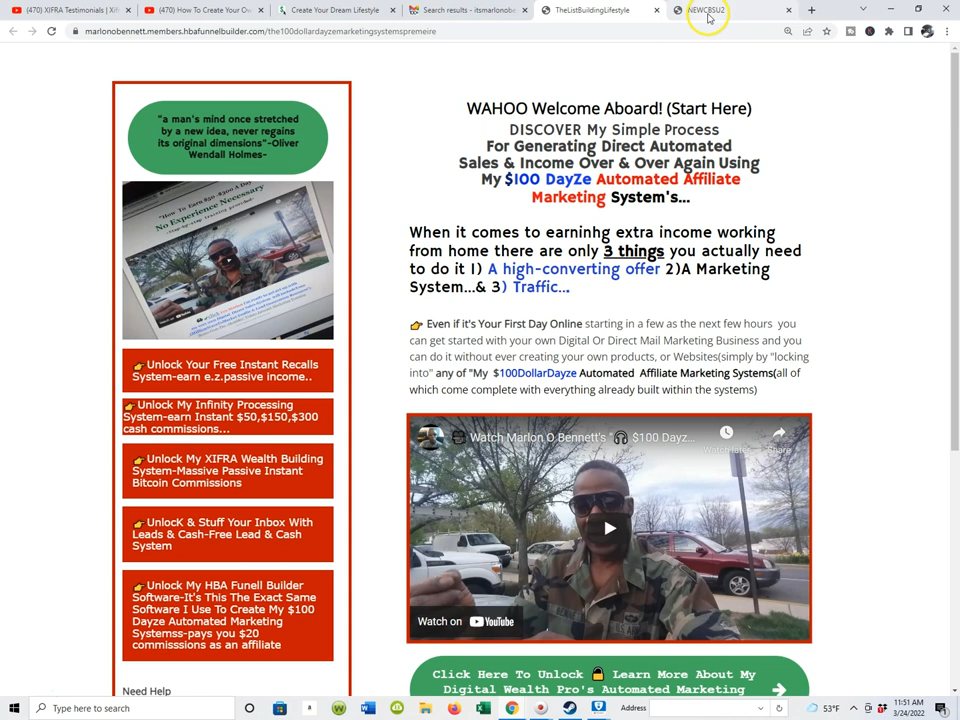 (470) XIFRA Testimonials | Xif
(470) How To Create Your Ow
Create Your Dream Lifestyle
Search results - itsmarlonobe
TheListBuildingLifestyle
NEWCBSU2
marlonobennett.members.hbafunnelbuilder.com/the100dollardayzemarketingsystemspremeire
"a man's mind once stretched
by a new idea, never regains
its original dimensions"-Oliver
Wendall Holmes-
"How To Earn $50-$300 A Day
No Experience Necessary
Unlock Your Free Instant Recalls
System-earn e.z.passive income..
Unlock My Infinity Processing
System-earn Instant $50,$150,$300
cash commissions...
Unlock My XIFRA Wealth Building
System-Massive Passive Instant
Bitcoin Commissions
UnlocK & Stuff Your Inbox With
Leads & Cash-Free Lead & Cash
System
Unlock My HBA Funell Builder
Software-It's This The Exact Same
Software I Use To Create My $100
Dayze Automated Marketing
Systemss-pays you $20
commisssions as an affiliate
Need Help
WAHOO Welcome Aboard! (Start Here)
DISCOVER My Simple Process
For Generating Direct Automated
Sales & Income Over & Over Again Using
My $100 DayZe Automated Affiliate
Marketing System's...
When it comes to earninhg extra income working
from home there are only 3 things you actually need
to do it 1) A high-converting offer 2)A Marketing
System...& 3) Traffic...
Even if it's Your First Day Online starting in a few as the next few hours you
can get started with your own Digital Or Direct Mail Marketing Business and you
can do it without ever creating your own products, or Websites(simply by "locking
into" any of "My $100DollarDayze Automated Affiliate Marketing Systems(all of
which come complete with everything already built within the systems)
Watch Marlon O Bennett's $100 Dayz...
Watch later
Share
Watch on YouTube
Click Here To Unlock Learn More About My
Digital Wealth Pro's Automated Marketing
Type here to search
Address
53°F
11:51 AM
3/24/2022